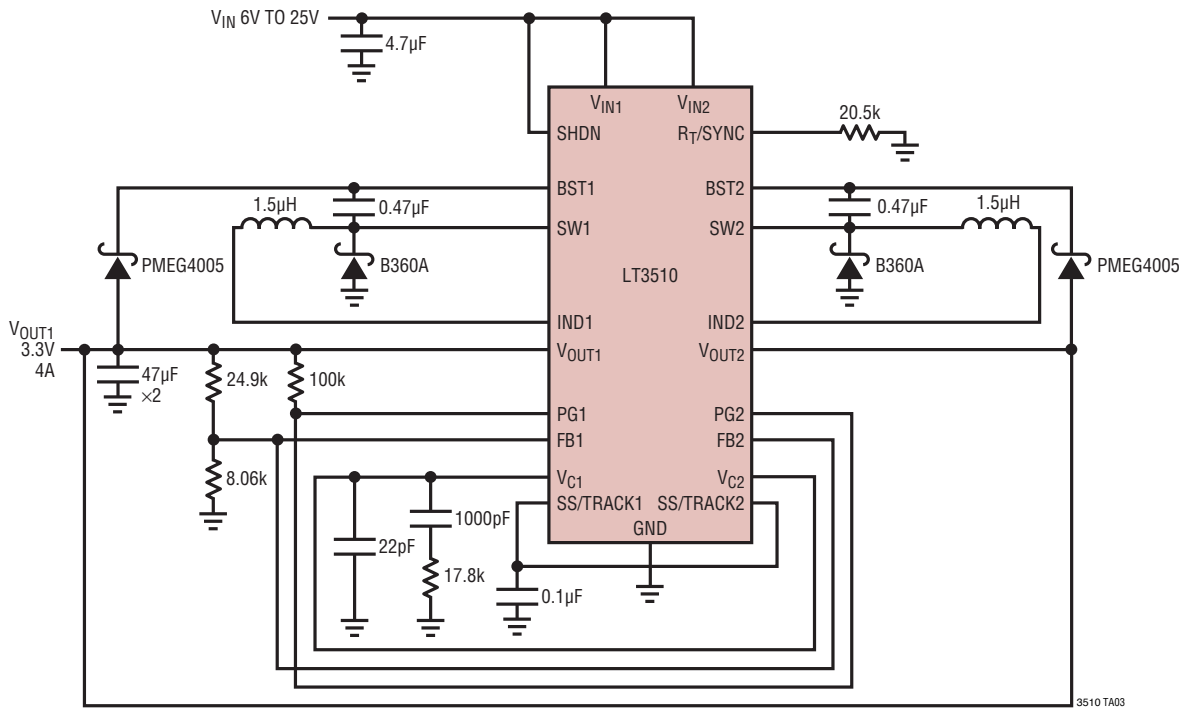 VIN 6V TO 25V
4.7µF
VIN1
VIN2
SHDN
RT/SYNC
20.5k
BST1
BST2
1.5µH
0.47µF
0.47µF
1.5µH
SW1
SW2
PMEG4005
B360A
LT3510
B360A
PMEG4005
IND1
IND2
VOUT1
3.3V
4A
VOUT1
VOUT2
47µF
×2
24.9k
100k
PG1
PG2
FB1
FB2
8.06k
VC1
VC2
SS/TRACK1
SS/TRACK2
1000pF
GND
22pF
17.8k
0.1µF
3510 TA03